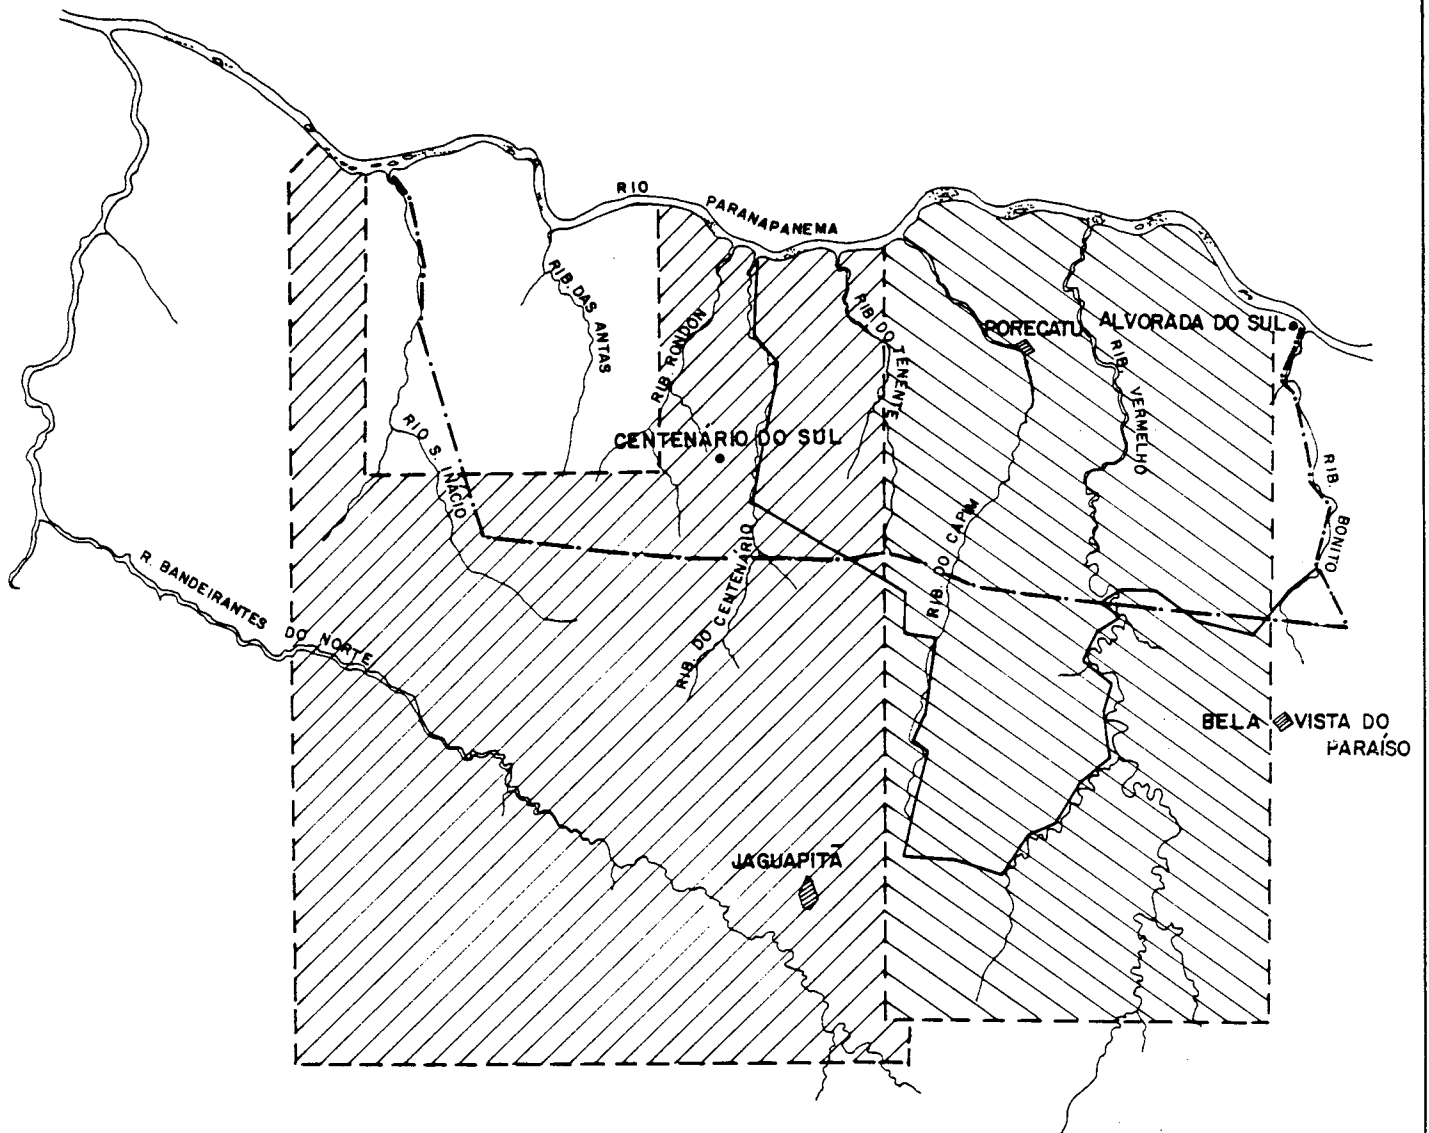 RIO PARANAPANEMA
RIB. DAS ANTAS
RIB. RONDON
RIB. DO TENENTE
PORECATU
ALVORADA DO SUL
RIB. VERMELHO
RIO S. INÁCIO
CENTENÁRIO DO SUL
RIB. BONITO
RIB. DO CAPIM
R. BANDEIRANTES DO NORTE
RIB. DO CENTENÁRIO
BELA VISTA DO
PARAÍSO
JAGUAPITÃ